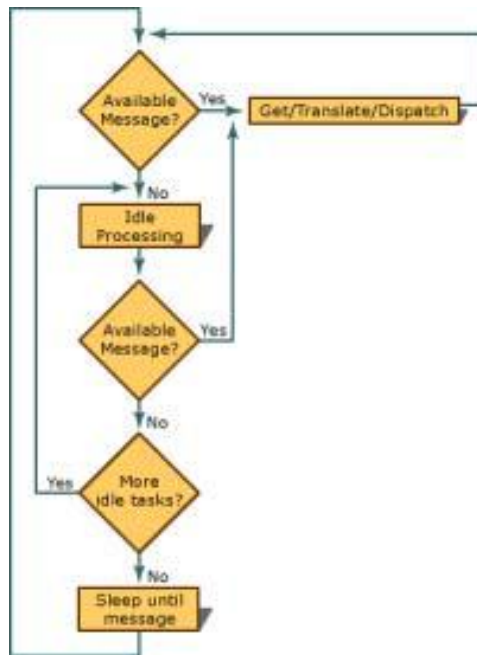 Available
Message?
Yes
Get/Translate/Dispatch
No
Idle
Processing
Available
Message?
Yes
No
More
idle tasks?
Yes
No
Sleep until
message